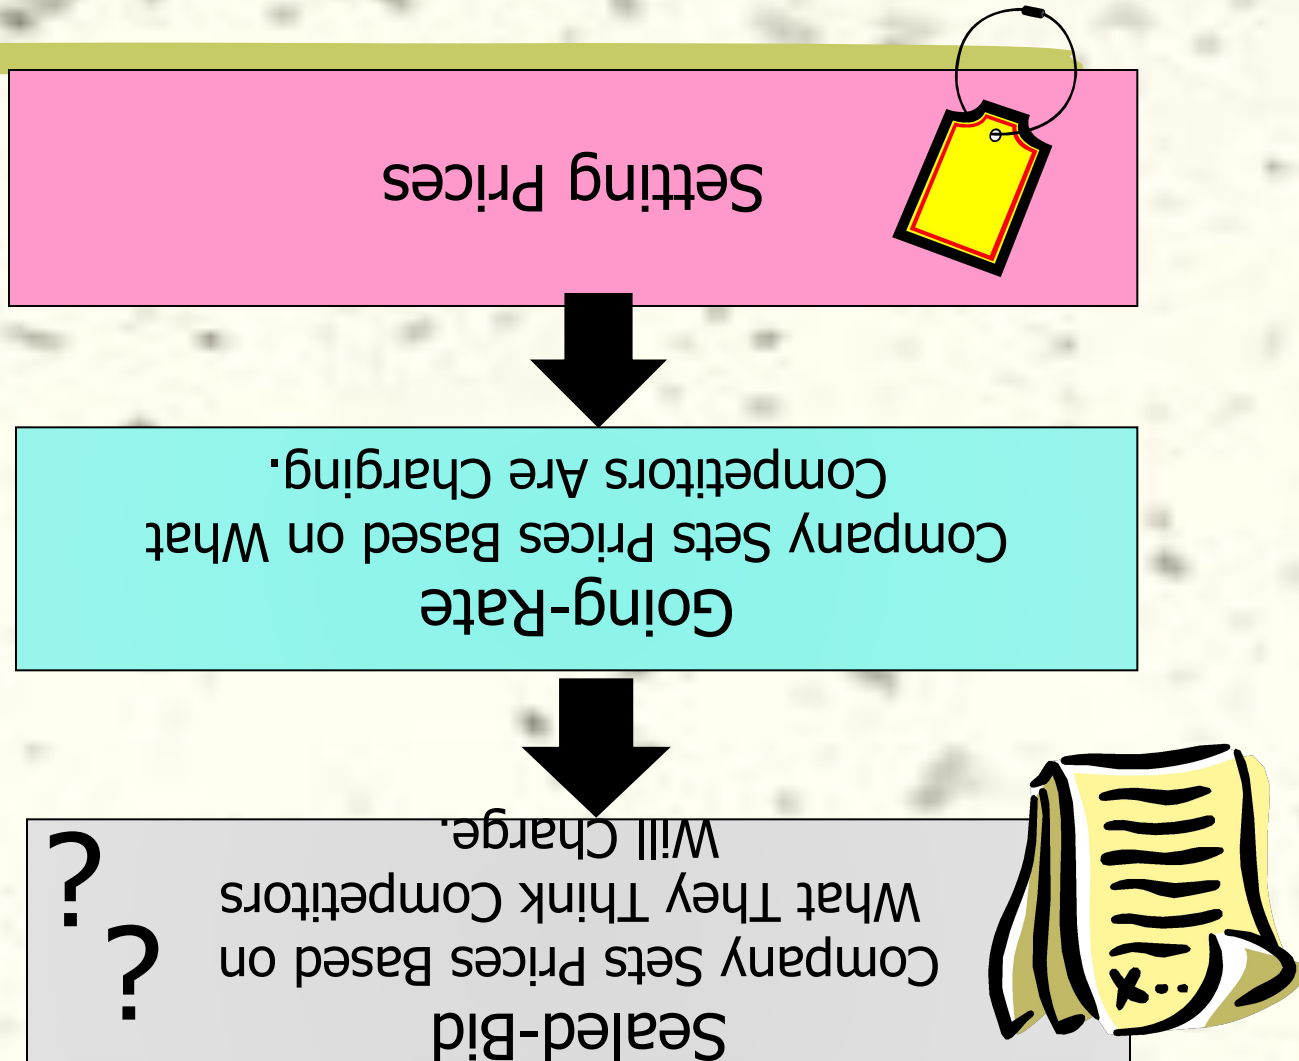 Setting Prices
Going-Rate
Company Sets Prices Based on What
Competitors Are Charging.
?
?
Sealed-Bid
Company Sets Prices Based on
What They Think Competitors
Will Charge.
X..